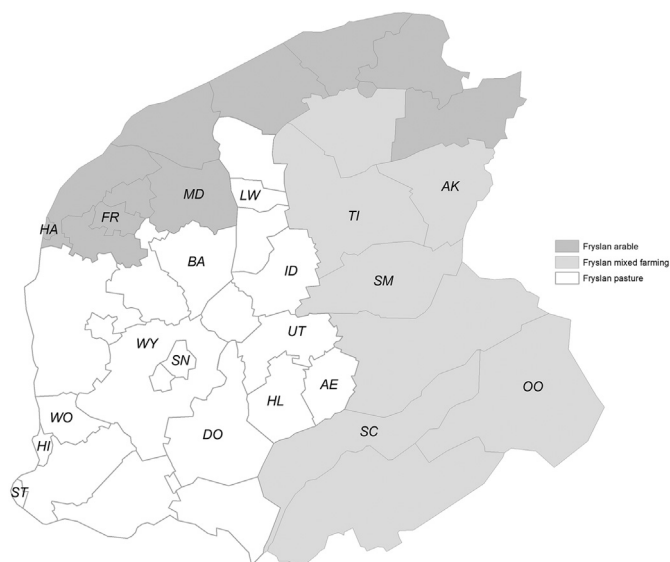 AK
MD
LW
FR
TI
HA
BA
ID
SM
Fryslan arable
Fryslan mixed farming
Fryslan pasture
UT
WY
SN
AE
OO
HL
WO
DO
SC
HI
ST